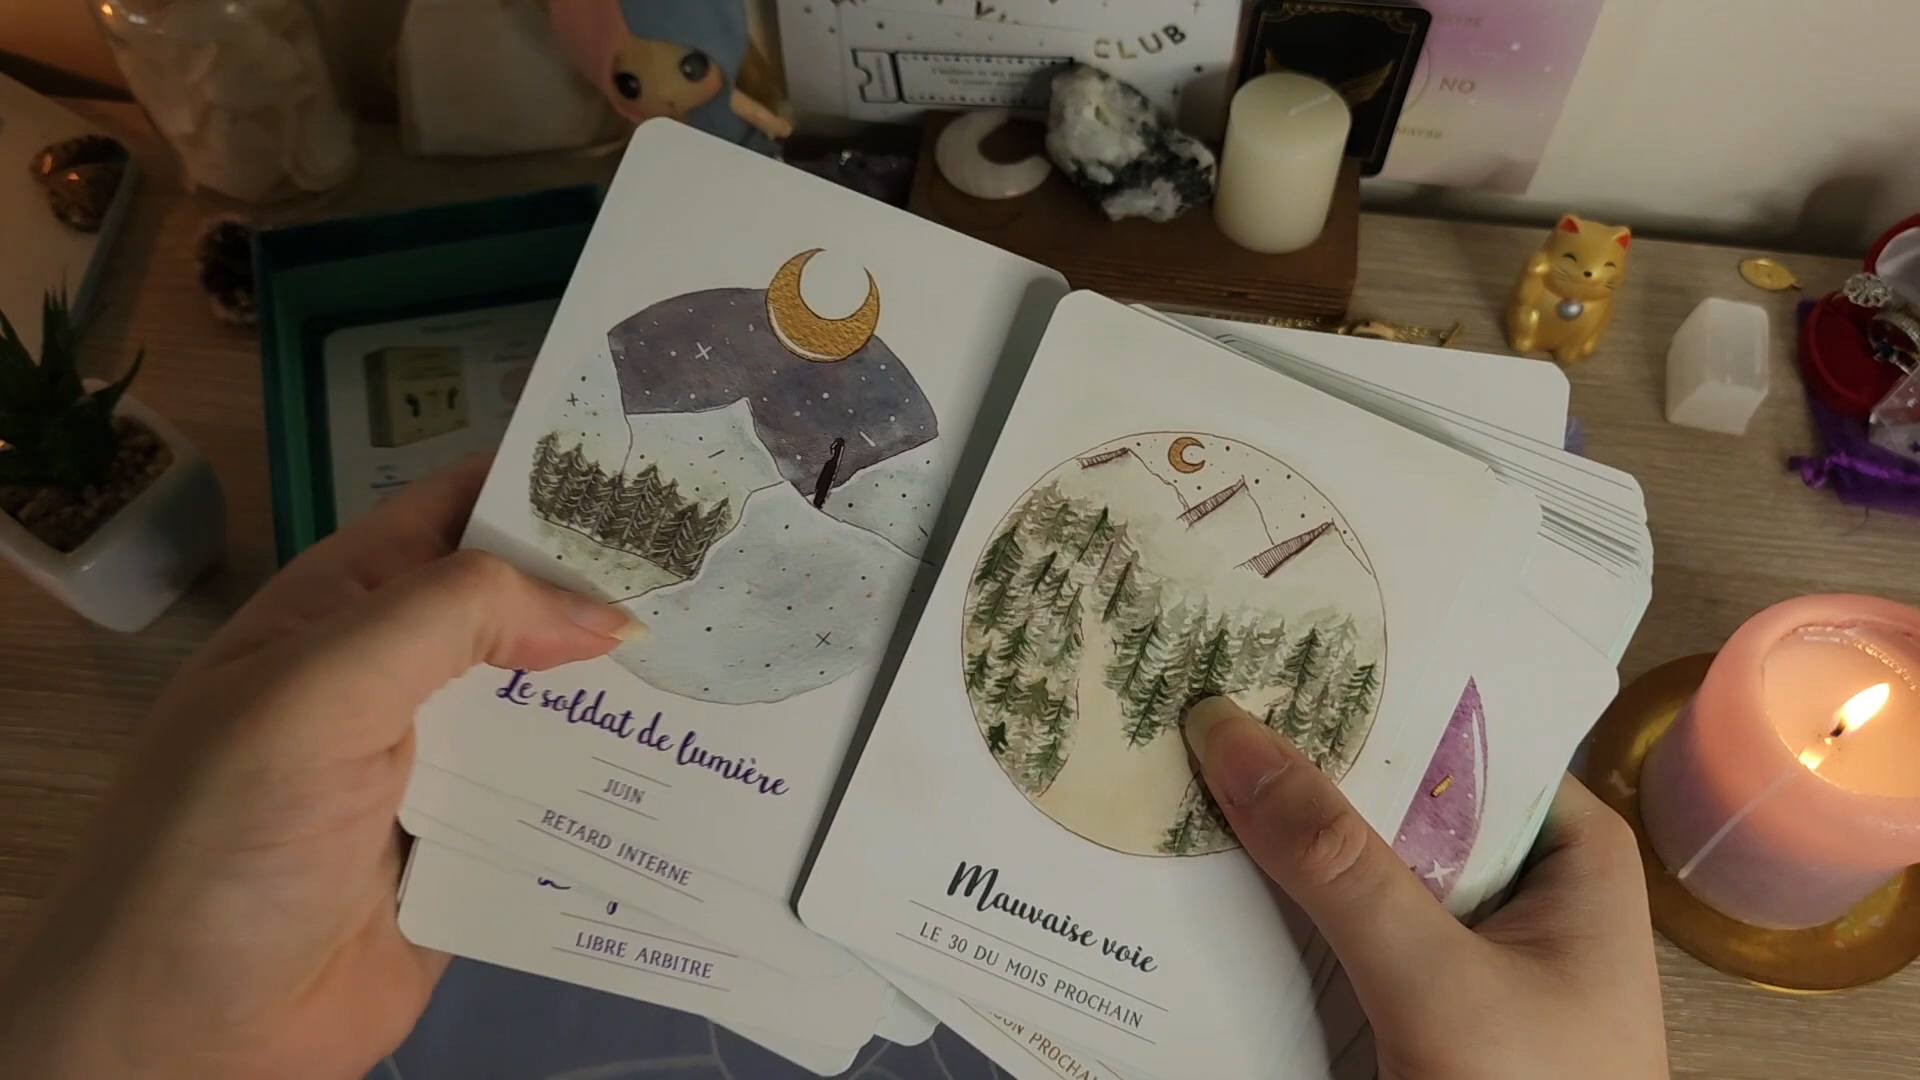 CLUB
NO
Le soldat de lumière
JUIN
RETARD INTERNE
LIBRE ARBITRE
Mauvaise voie
LE 30 DU MOIS PROCHAIN